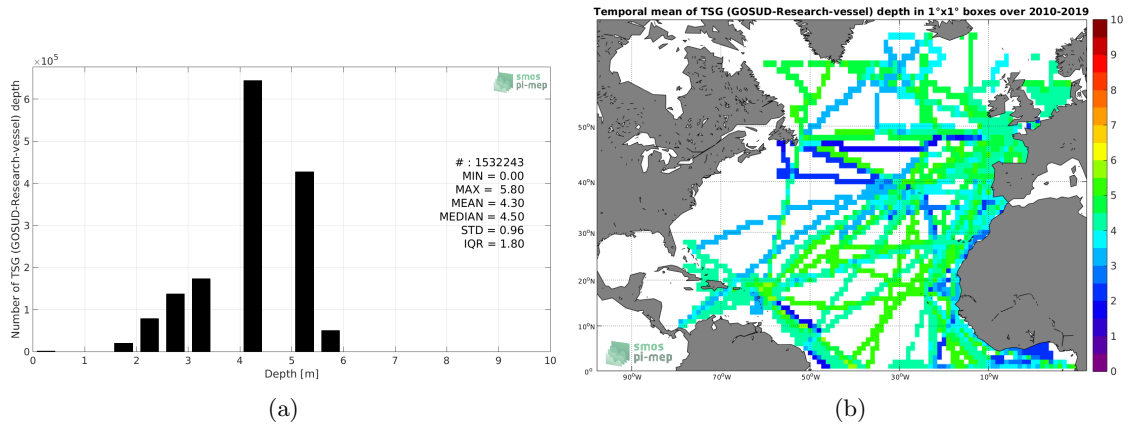 Temporal mean of TSG (GOSUD-Research-vessel) depth in 1°x1° boxes over 2010-2019
×10⁵
Number of TSG (GOSUD-Research-vessel) depth
6
5
4
3
2
1
0
smos
pi-mep
# : 1532243
MIN = 0.00
MAX = 5.80
MEAN = 4.30
MEDIAN = 4.50
STD = 0.96
IQR = 1.80
0 1 2 3 4 5 6 7 8 9 10
Depth [m]
(a)
50°N
40°N
30°N
20°N
10°N
0°
90°W 70°W 50°W 30°W 10°W
smos
pi-mep
10
9
8
7
6
5
4
3
2
1
0
(b)